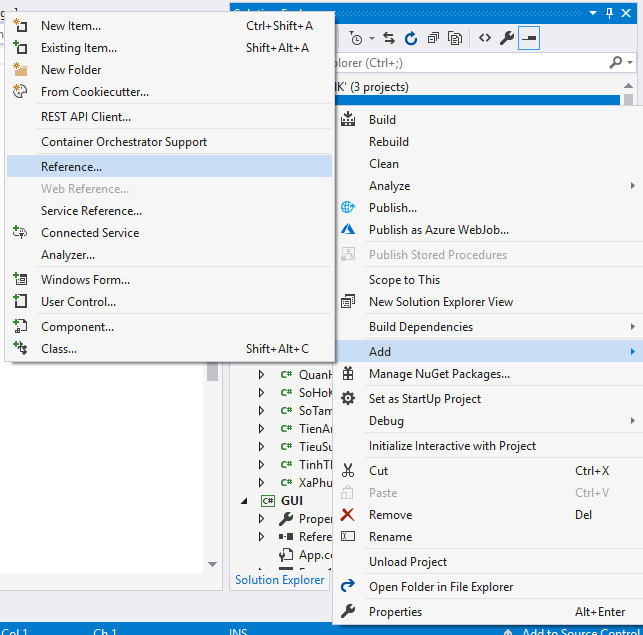 New Item... Ctrl+Shift+A
Existing Item... Shift+Alt+A
New Folder
From Cookiecutter...
REST API Client...
Container Orchestrator Support
Reference...
Web Reference...
Service Reference...
Connected Service
Analyzer...
Windows Form...
User Control...
Component...
Class... Shift+Alt+C
Solution Explorer
(Ctrl+;)
(3 projects)
Build
Rebuild
Clean
Analyze
Publish...
Publish as Azure WebJob...
Publish Stored Procedures
Scope to This
New Solution Explorer View
Build Dependencies
Add
Manage NuGet Packages...
Set as StartUp Project
Debug
Initialize Interactive with Project
Cut Ctrl+X
Paste Ctrl+V
Remove Del
Rename
Unload Project
Open Folder in File Explorer
Properties Alt+Enter
C# QuanH
C# SoHoK
C# SoTam
C# TienAn
C# TieuSu
C# TinhTh
C# XaPhu
C# GUI
Proper
Refere
App.co
Solution Explorer
Col 1 Ch 1 INS Add to Source Control